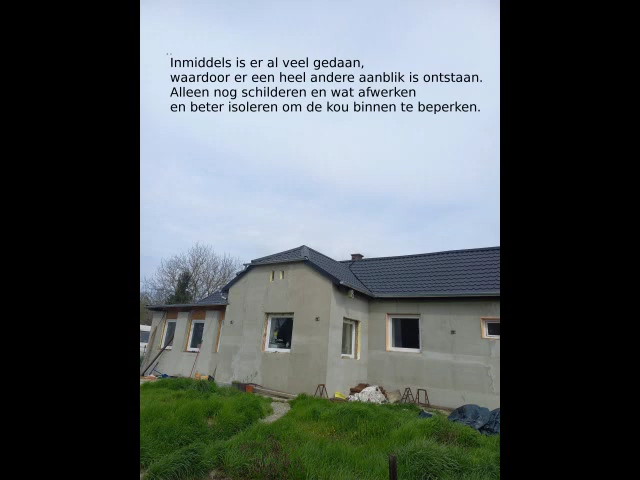 Inmiddels is er al veel gedaan,
waardoor er een heel andere aanblik is ontstaan.
Alleen nog schilderen en wat afwerken
en beter isoleren om de kou binnen te beperken.